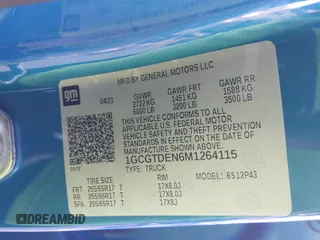 MFD BY GENERAL MOTORS LLC
gm
04/21
GVWR GAWR FRT GAWR RR
2722 KG 1451 KG 1588 KG
6000 LB 3200 LB 3500 LB
THIS VEHICLE CONFORMS TO ALL APPLICABLE
U.S. FEDERAL MOTOR VEHICLE SAFETY, BUMPER,
AND THEFT PREVENTION STANDARDS IN EFFECT ON
THE DATE OF MANUFACTURE SHOWN ABOVE.
1GCGTDEN6M1264115
TYPE: TRUCK 6512P43
TIRE SIZE RIM
FRT 255/65R17 T 17X8.0J
RR 255/65R17 T 17X8.0J
SPA 255/65R17 T 17X8J
DREAMBID